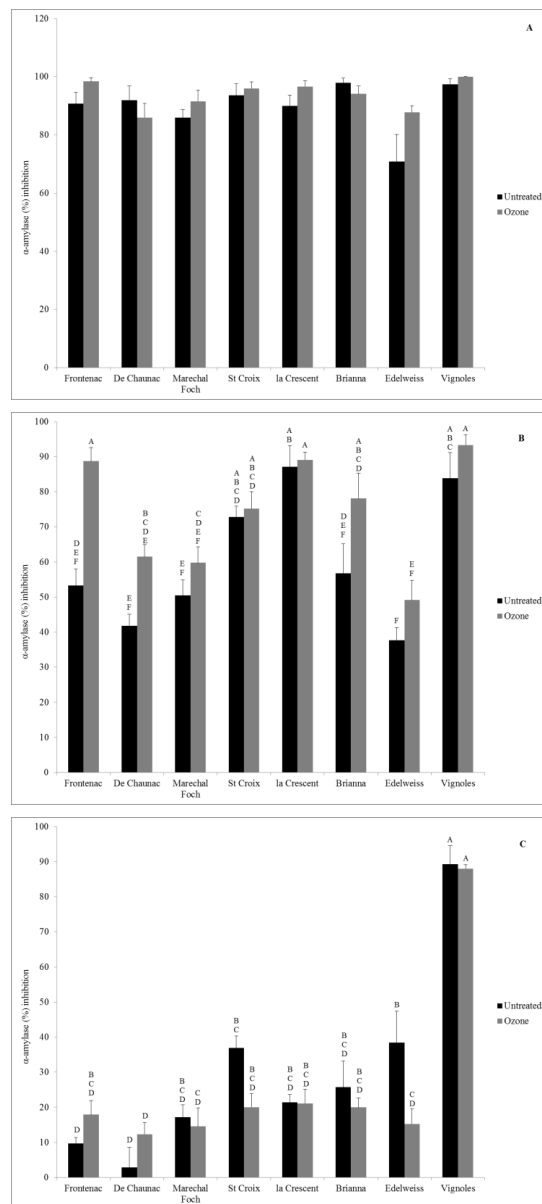 A
120
100
80
60
40
20
0
α-amylase (%) inhibition
Untreated
Ozone
Frontenac
De Chaunac
Marechal
Foch
St Croix
la Crescent
Brianna
Edelweiss
Vignoles
B
100
90
80
70
60
50
40
30
20
10
0
α-amylase (%) inhibition
D
E
F
A
E
F
B
C
D
E
E
F
C
D
E
F
A
B
C
D
A
B
C
D
A
B
A
D
E
F
A
B
C
D
F
E
F
A
B
C
A
Untreated
Ozone
Frontenac
De Chaunac
Marechal
Foch
St Croix
la Crescent
Brianna
Edelweiss
Vignoles
C
100
90
80
70
60
50
40
30
20
10
0
α-amylase (%) inhibition
D
B
C
D
D
D
B
C
D
C
D
B
C
B
C
D
B
C
D
B
C
D
B
C
D
B
C
D
B
C
D
A
A
Untreated
Ozone
Frontenac
De Chaunac
Marechal
Foch
St Croix
la Crescent
Brianna
Edelweiss
Vignoles